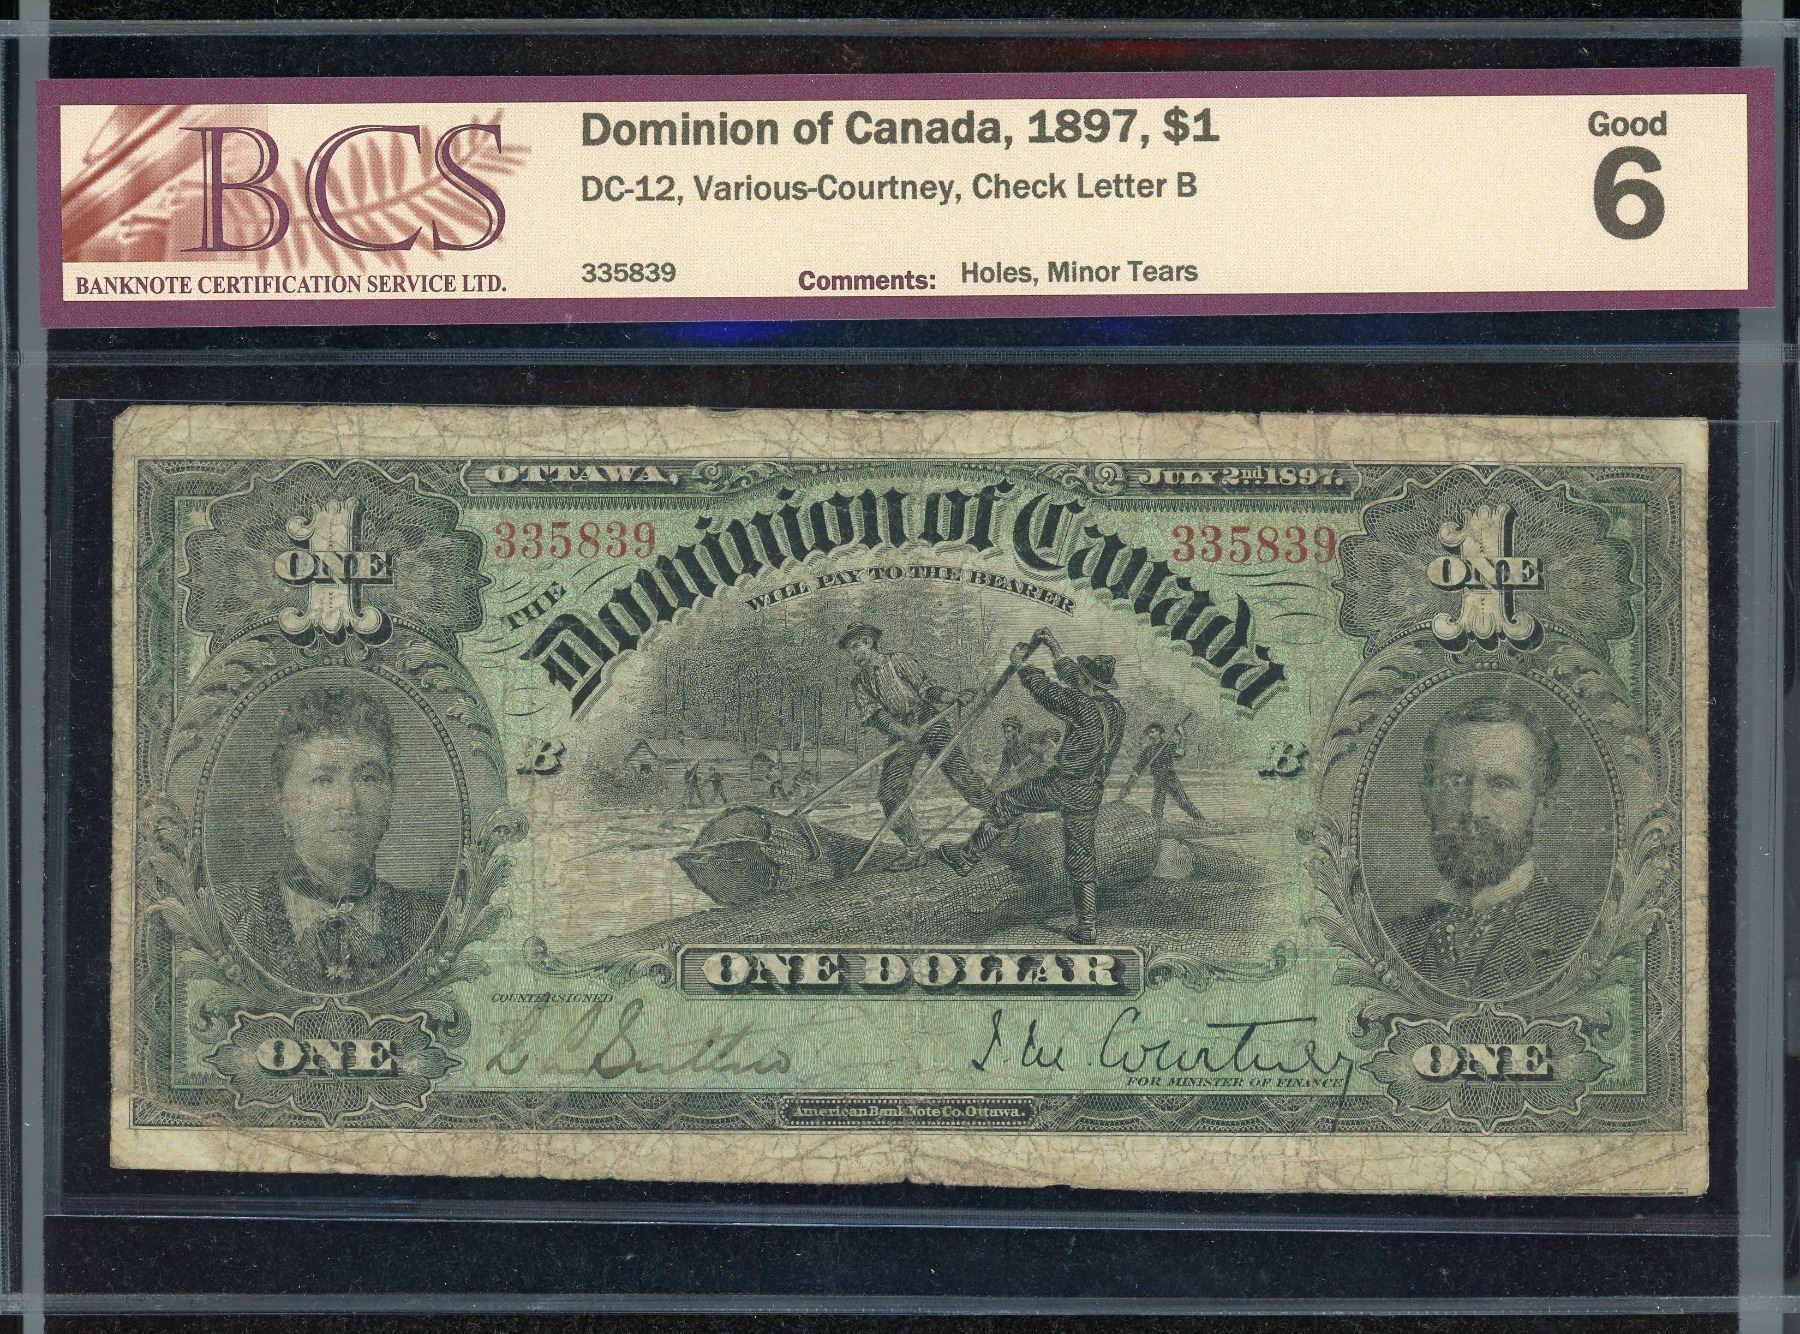 BCS
BANKNOTE CERTIFICATION SERVICE LTD.
Dominion of Canada, 1897, $1
DC-12, Various-Courtney, Check Letter B
335839 Comments: Holes, Minor Tears
Good
6
OTTAWA, JULY 2nd 1897.
1 ONE 335839 335839 1 ONE
THE Dominion of Canada
WILL PAY TO THE BEARER
B B
ONE DOLLAR
COUNTERSIGNED
J. M. Courtney
FOR MINISTER OF FINANCE
ONE ONE
American Bank Note Co. Ottawa.